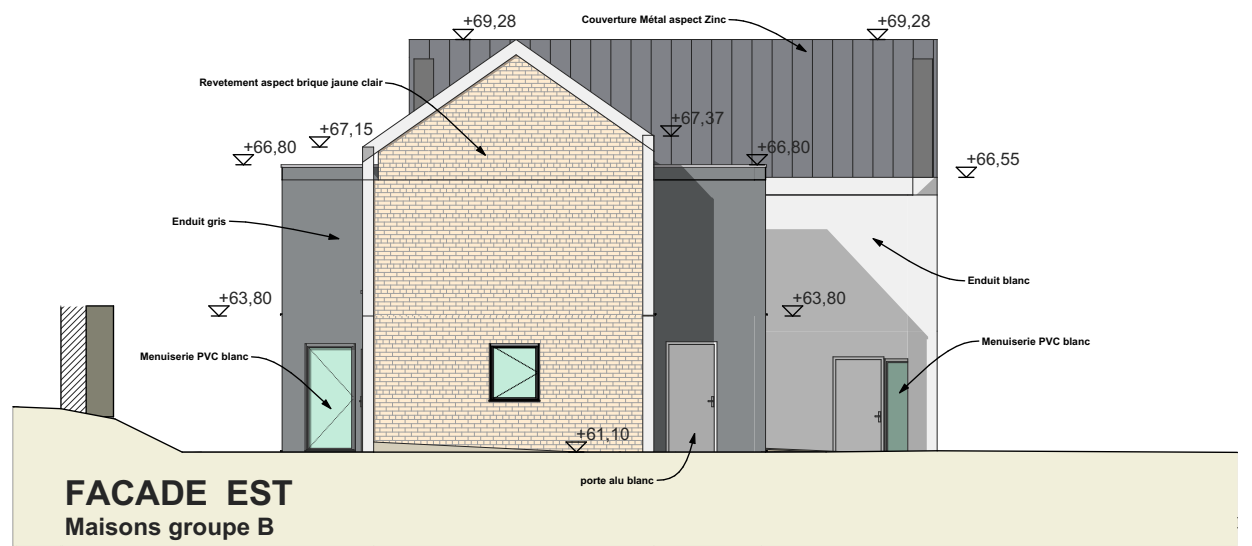 +69,28
Couverture Métal aspect Zinc
+69,28
Revetement aspect brique jaune clair
+67,15
+67,37
+66,80
+66,80
+66,55
Enduit gris
Enduit blanc
+63,80
+63,80
Menuiserie PVC blanc
Menuiserie PVC blanc
+61,10
porte alu blanc
FACADE EST
Maisons groupe B